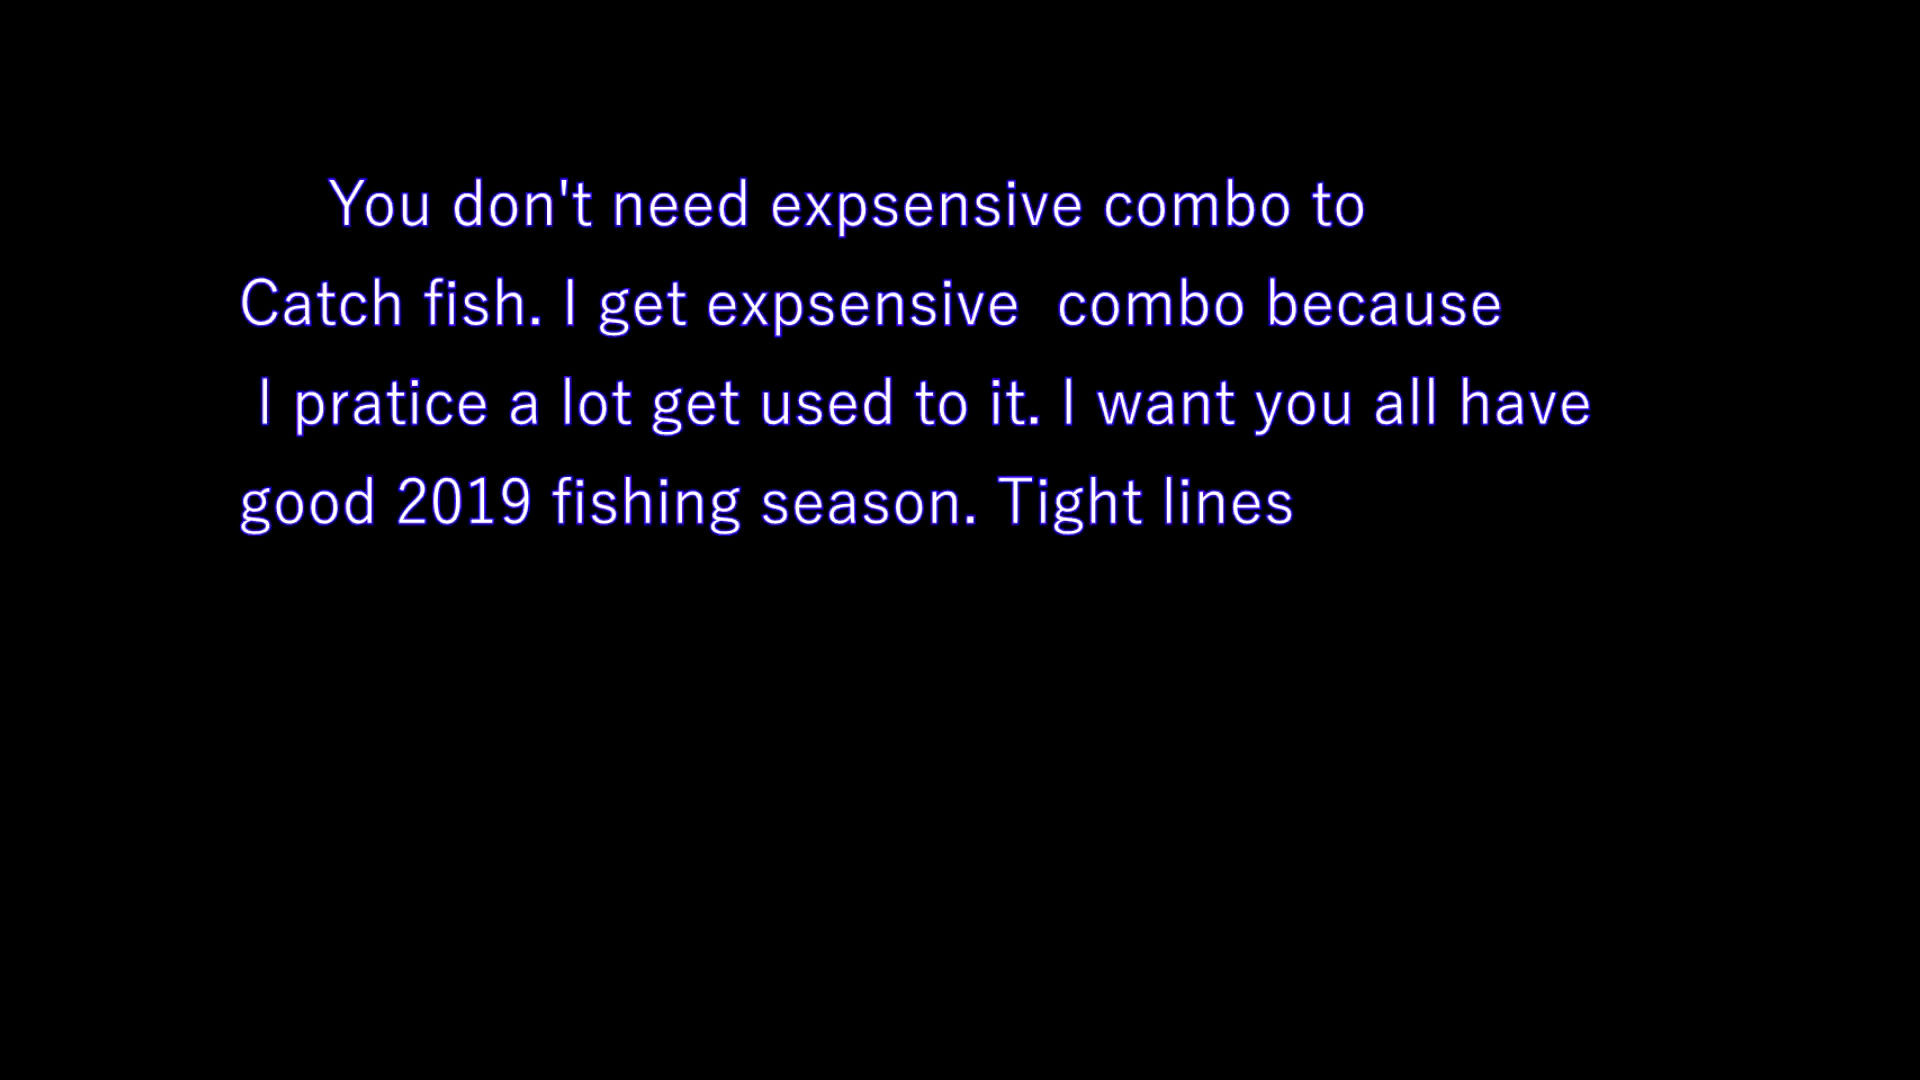 You don't need expsensive combo to
Catch fish. I get expsensive  combo because
I pratice a lot get used to it. I want you all have
good 2019 fishing season. Tight lines